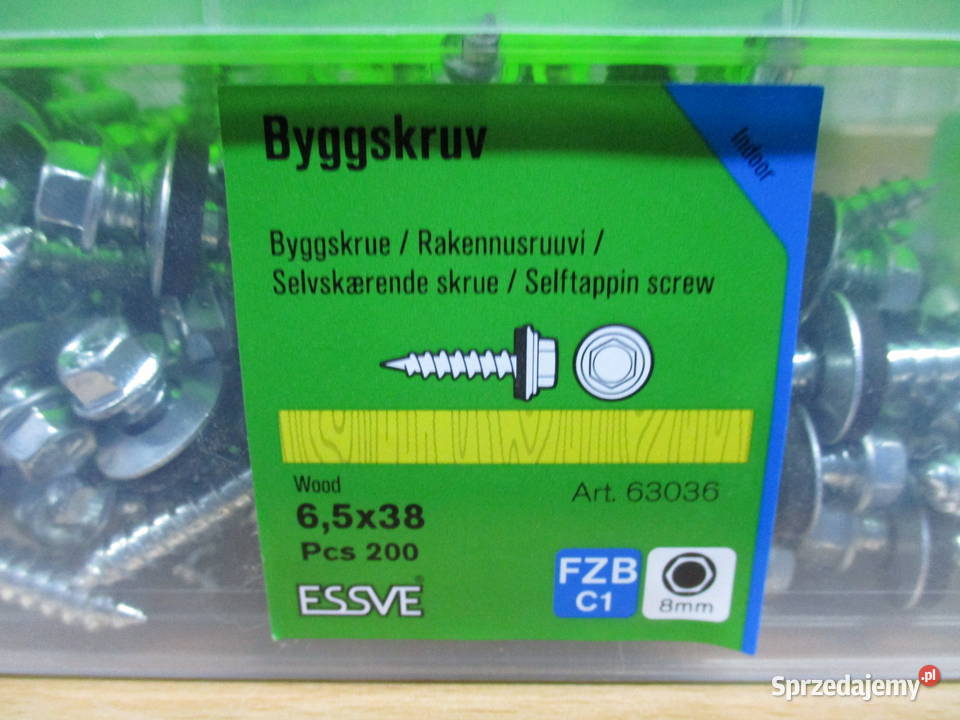 Byggskruv
Indoor
Byggskrue / Rakennusruuvi /
Selvskærende skrue / Selftappin screw
Wood
6,5x38
Pcs 200
Art. 63036
ESSVE®
FZB
C1
8mm
Sprzedajemy.pl